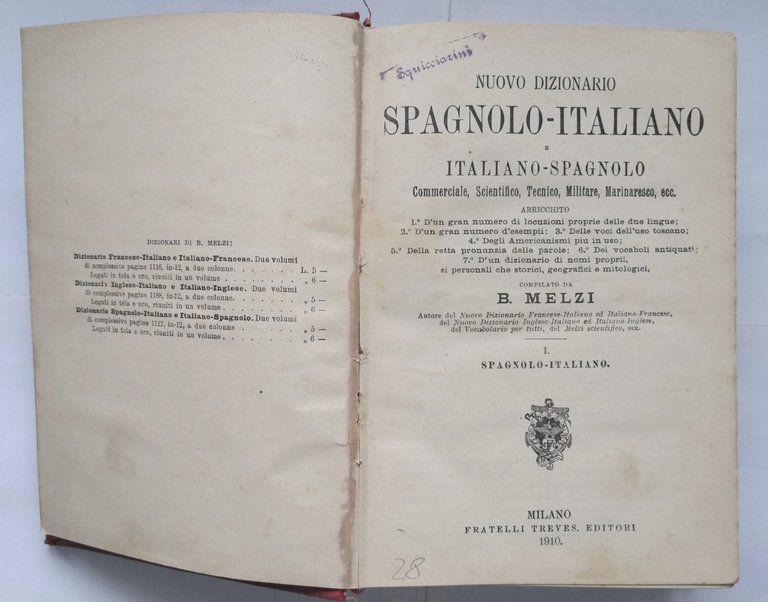 DIZIONARI DI B. MELZI:
Dizionario Francese-Italiano e Italiano-Francese. Due volumi
di complessive pagine 1116, in-12, a due colonne. . . . . . . L. 5 —
Legati in tela e oro, riuniti in un volume . . . . . . . . „ 6 —
Dizionario Inglese-Italiano e Italiano-Inglese. Due volumi
di complessive pagine 1188, in-12, a due colonne. . . . . . . „ 5 —
Legati in tela e oro, riuniti in un volume. . . . . . . . „ 6 —
Dizionario Spagnolo-Italiano e Italiano-Spagnolo. Due volumi
di complessive pagine 1112, in-12, a due colonne . . . . . . . „ 5 —
Legati in tela e oro, riuniti in un volume . . . . . . . . „ 6 —
Squicciarini
NUOVO DIZIONARIO
SPAGNOLO-ITALIANO
E
ITALIANO-SPAGNOLO
Commerciale, Scientifico, Tecnico, Militare, Marinaresco, ecc.
ARRICCHITO
1.º D'un gran numero di locuzioni proprie delle due lingue;
2.º D'un gran numero d'esempii: 3.º Delle voci dell'uso toscano;
4.º Degli Americanismi più in uso;
5.º Della retta pronunzia delle parole: 6.º Dei vocaboli antiquati;
7.º D'un dizionario di nomi proprii,
si personali che storici, geografici e mitologici,
COMPILATO DA
B. MELZI
Autore del Nuovo Dizionario Francese-Italiano ed Italiano-Francese,
del Nuovo Dizionario Inglese-Italiano ed Italiano-Inglese,
del Vocabolario per tutti, del Melzi scientifico, ecc.
I.
SPAGNOLO-ITALIANO.
MILANO
FRATELLI TREVES, EDITORI
1910.
28